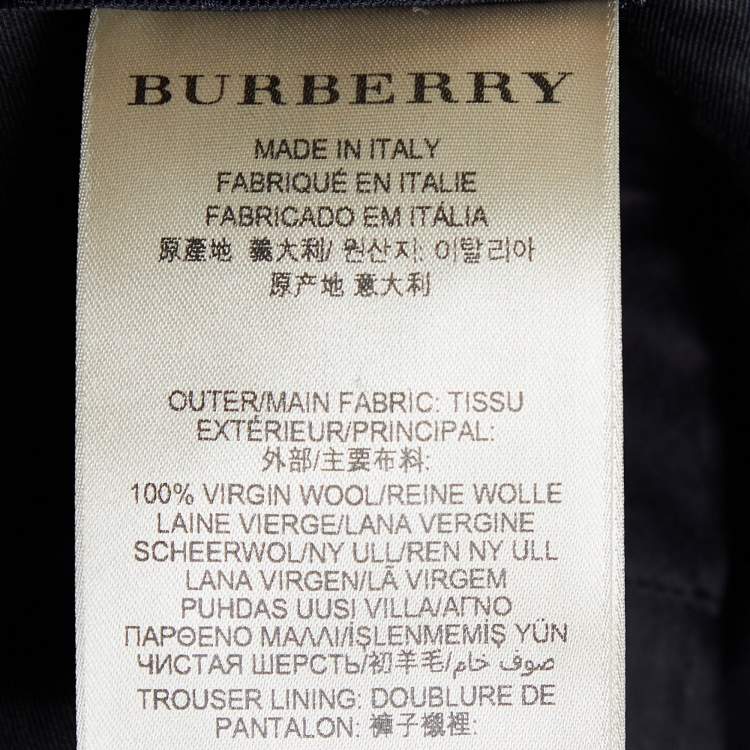 BURBERRY
MADE IN ITALY
FABRIQUÉ EN ITALIE
FABRICADO EM ITÁLIA
原產地 義大利/ 원산지: 이탈리아
原产地 意大利
OUTER/MAIN FABRIC: TISSU
EXTÉRIEUR/PRINCIPAL:
外部/主要布料:
100% VIRGIN WOOL/REINE WOLLE
LAINE VIERGE/LANA VERGINE
SCHEERWOL/NY ULL/REN NY ULL
LANA VIRGEN/LÃ VIRGEM
PUHDAS UUSI VILLA/ΑΓΝΟ
ΠΑΡΘΕΝΟ ΜΑΛΛΙ/İŞLENMEMİŞ YÜN
ЧИСТАЯ ШЕРСТЬ/初羊毛/صوف خام
TROUSER LINING: DOUBLURE DE
PANTALON: 褲子襯裡: